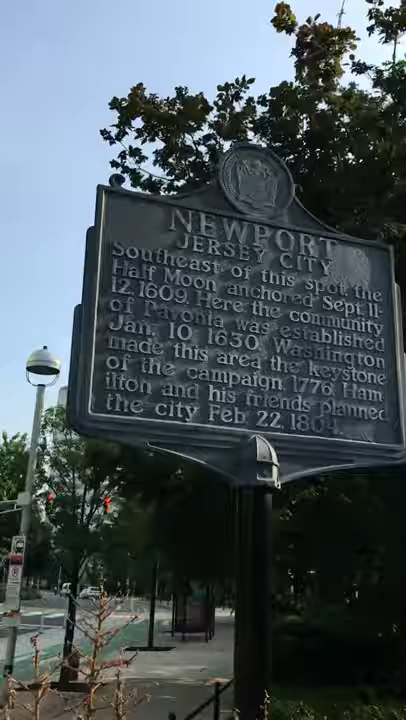 NEWPORT
JERSEY CITY
Southeast of this spot the
Half Moon anchored Sept. 11-
12, 1609. Here the community
of Pavonia was established
Jan. 10, 1630. Washington
made this area the keystone
of the campaign, 1776. Ham
ilton and his friends planned
the city Feb. 22, 1804.